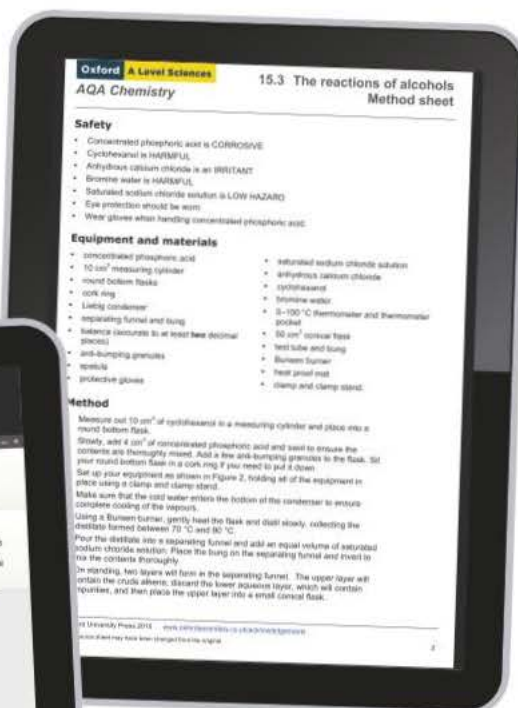 Oxford A Level Sciences
AQA Chemistry
15.3 The reactions of alcohols
Method sheet
Safety
• Concentrated phosphoric acid is CORROSIVE
• Cyclohexanol is HARMFUL
• Anhydrous calcium chloride is an IRRITANT
• Bromine water is HARMFUL
• Saturated sodium chloride solution is LOW HAZARD
• Eye protection should be worn
• Wear gloves when handling concentrated phosphoric acid.
Equipment and materials
• concentrated phosphoric acid
• 10 cm³ measuring cylinder
• round bottom flasks
• cork ring
• Liebig condenser
• separating funnel and bung
• balance (accurate to at least two decimal
places)
• anti-bumping granules
• spatula
• protective gloves
• saturated sodium chloride solution
• anhydrous calcium chloride
• cyclohexanol
• bromine water
• 0–100 °C thermometer and thermometer
pocket
• 50 cm³ conical flask
• test tube and bung
• Bunsen burner
• heat proof mat
• clamp and clamp stand.
Method
Measure out 10 cm³ of cyclohexanol in a measuring cylinder and place into a
round bottom flask.
Slowly, add 4 cm³ of concentrated phosphoric acid and swirl to ensure the
contents are thoroughly mixed. Add a few anti-bumping granules to the flask. Sit
your round bottom flask in a cork ring if you need to put it down
Set up your equipment as shown in Figure 2, holding all of the equipment in
place using a clamp and clamp stand.
Make sure that the cold water enters the bottom of the condenser to ensure
complete cooling of the vapours.
Using a Bunsen burner, gently heat the flask and distil slowly, collecting the
distillate formed between 70 °C and 90 °C.
Pour the distillate into a separating funnel and add an equal volume of saturated
sodium chloride solution. Place the bung on the separating funnel and invert to
mix the contents thoroughly.
On standing, two layers will form in the separating funnel. The upper layer will
contain the crude alkene, discard the lower aqueous layer, which will contain
impurities, and then place the upper layer into a small conical flask.
University Press 2015
may have been changed from the original
2